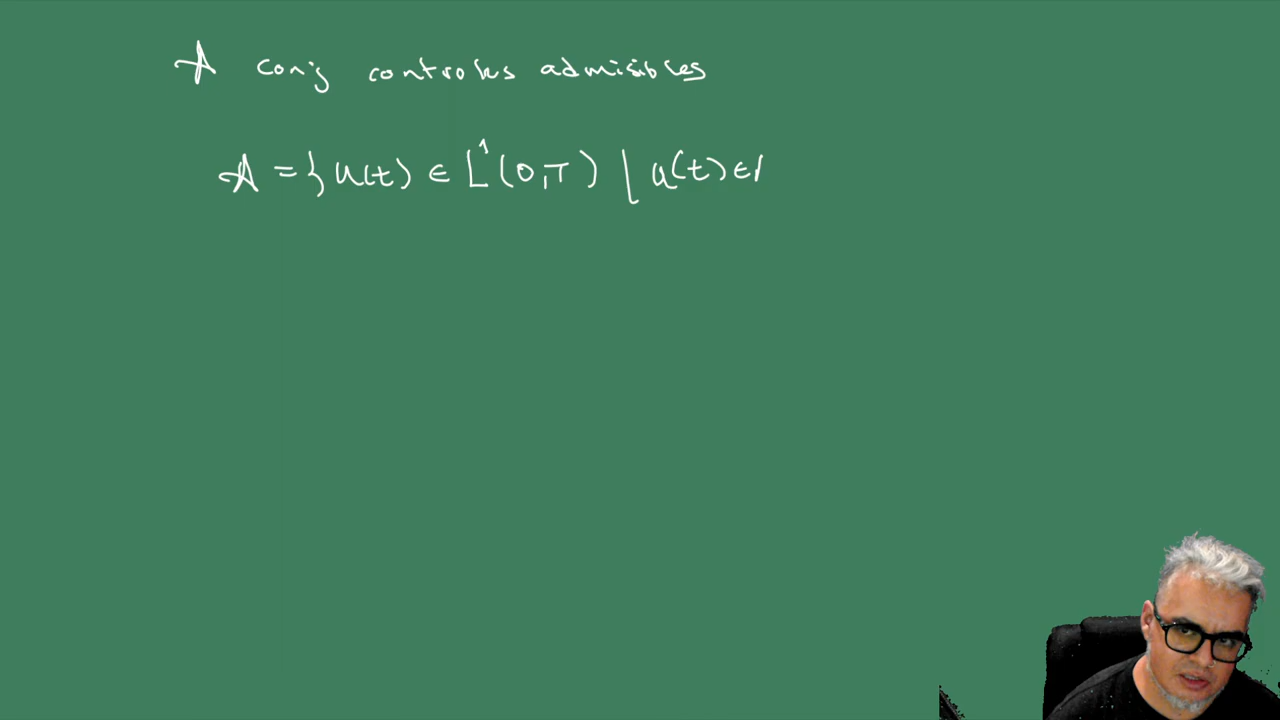 𝒜 conj controles admisibles
𝒜 = { u(t) ∈ L¹(0,T) | u(t) ∈